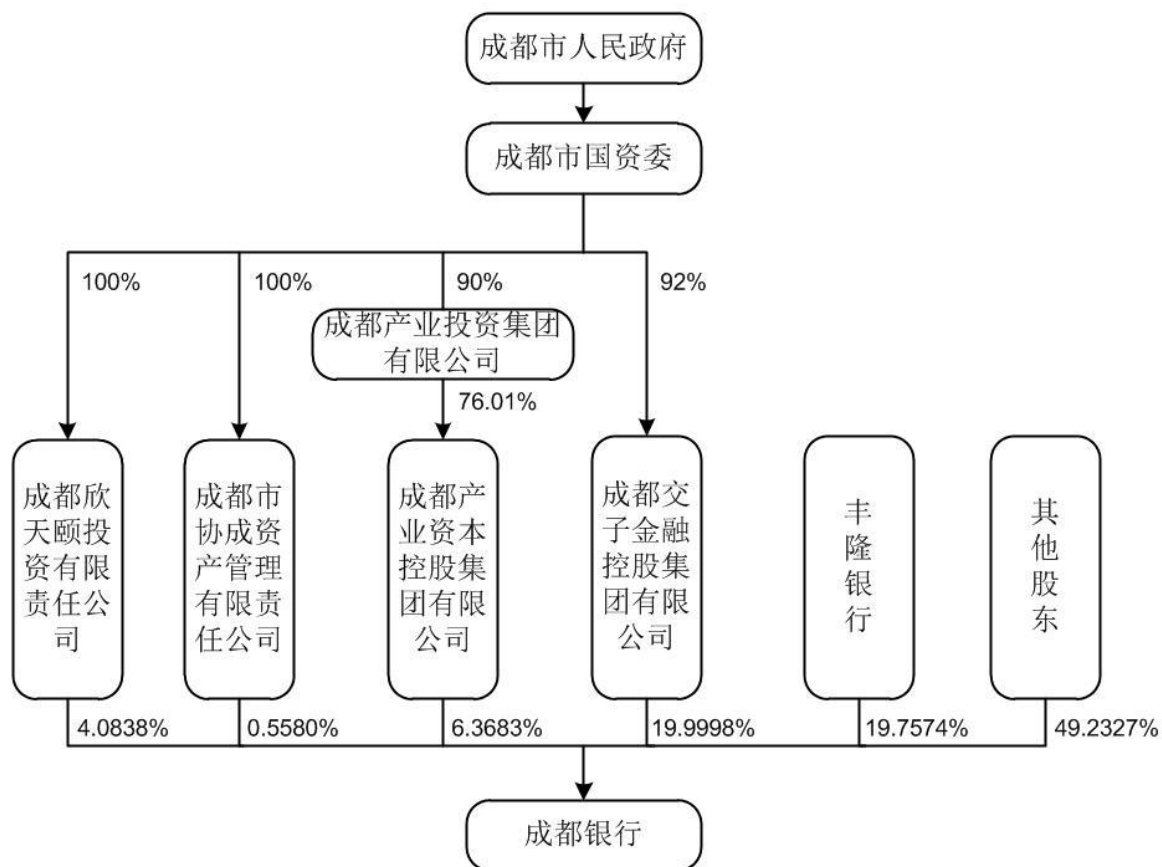 成都市人民政府
成都市国资委
100%
100%
90%
92%
成都产业投资集团
有限公司
76.01%
成都欣
天颐投
资有限
责任公
司
成都市
协成资
产管理
有限责
任公司
成都产
业资本
控股集
团有限
公司
成都交
子金融
控股集
团有限
公司
丰
隆
银
行
其
他
股
东
4.0838%
0.5580%
6.3683%
19.9998%
19.7574%
49.2327%
成都银行